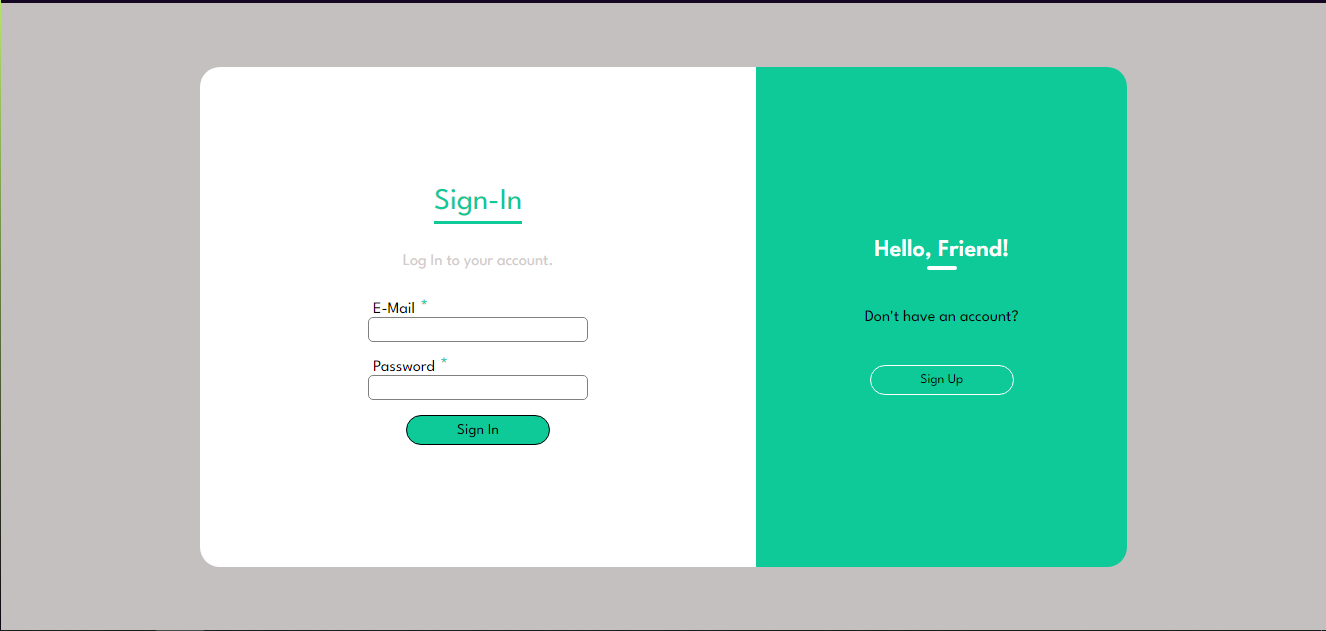 Sign-In
Log In to your account.
E-Mail *
Password *
Sign In
Hello, Friend!
Don't have an account?
Sign Up